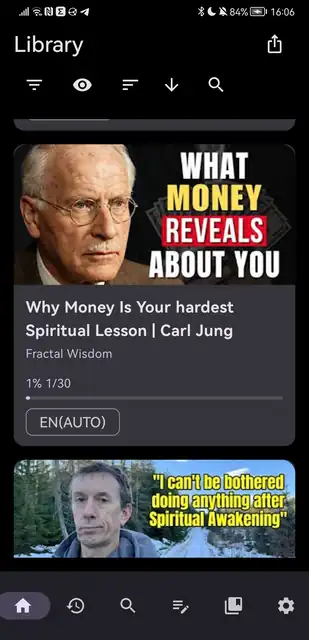 84% 16:06
Library
WHAT
MONEY
REVEALS
ABOUT YOU
Why Money Is Your hardest
Spiritual Lesson | Carl Jung
Fractal Wisdom
1% 1/30
EN(AUTO)
"I can't be bothered
doing anything after
Spiritual Awakening"